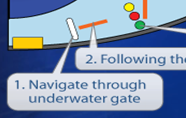 2. Following the
1. Navigate through
underwater gate